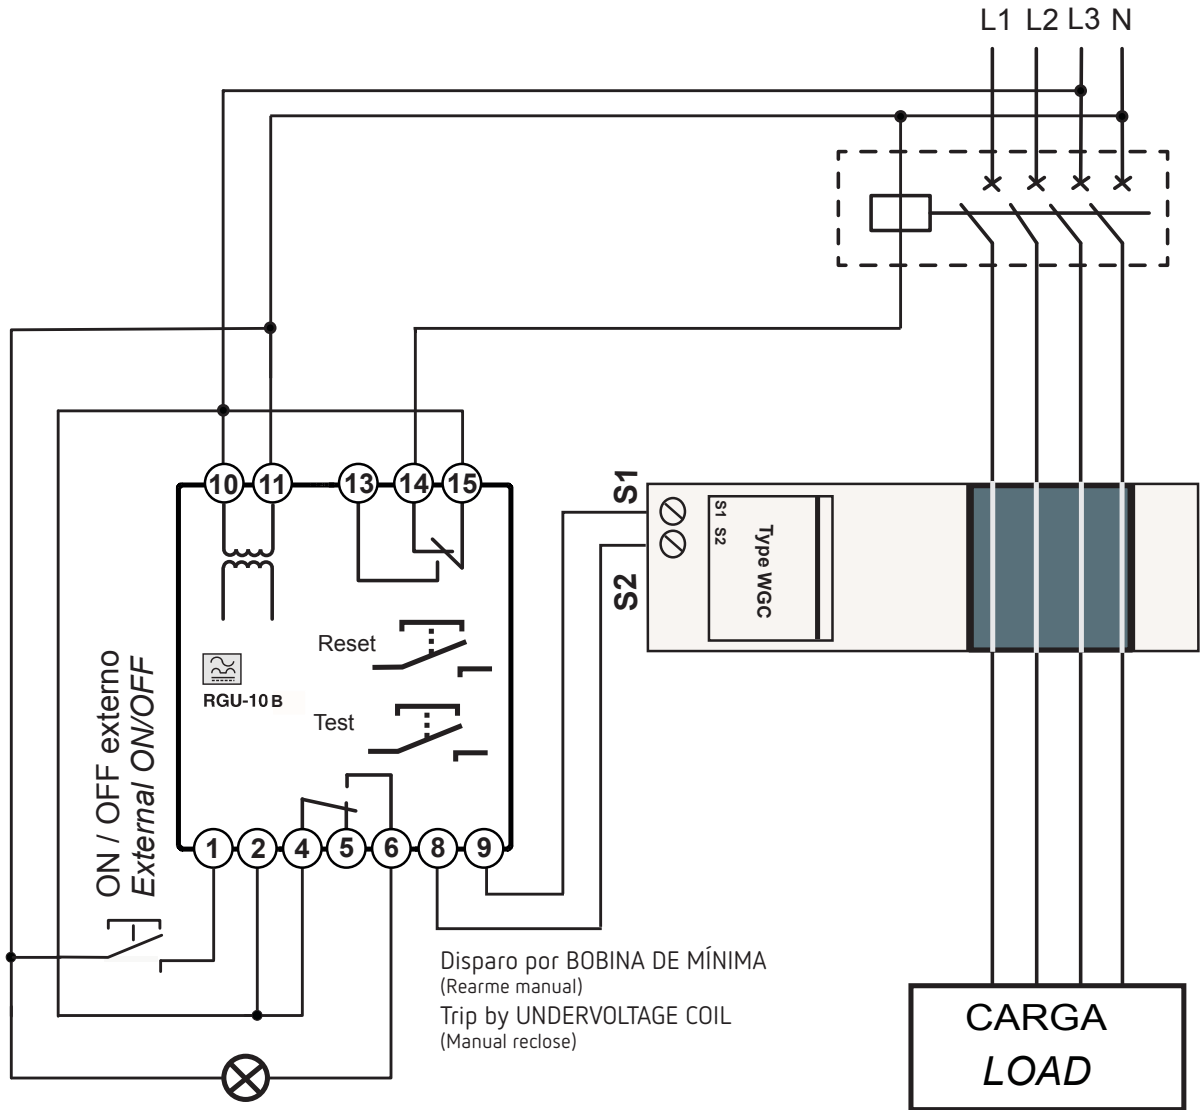 L1 L2 L3 N
10 11 13 14 15
S1
S2
S1 S2
Type WGC
Reset
RGU-10 B
Test
ON / OFF externo
External ON/OFF
1 2 4 5 6 8 9
Disparo por BOBINA DE MÍNIMA
(Rearme manual)
Trip by UNDERVOLTAGE COIL
(Manual reclose)
CARGA
LOAD